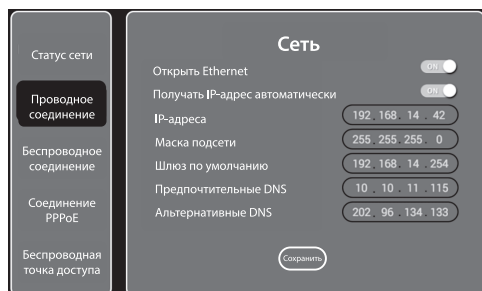 Статус сети
Проводное
соединение
Беспроводное
соединение
Соединение
PPPoE
Беспроводная
точка доступа
Сеть
Открыть Ethernet ON
Получать IP-адрес автоматически ON
IP-адреса 192. 168. 14 . 42
Маска подсети 255. 255. 255. 0
Шлюз по умолчанию 192. 168. 14 . 254
Предпочтительные DNS 10 . 10 . 11 . 115
Альтернативные DNS 202. 96 . 134. 133
Сохранить